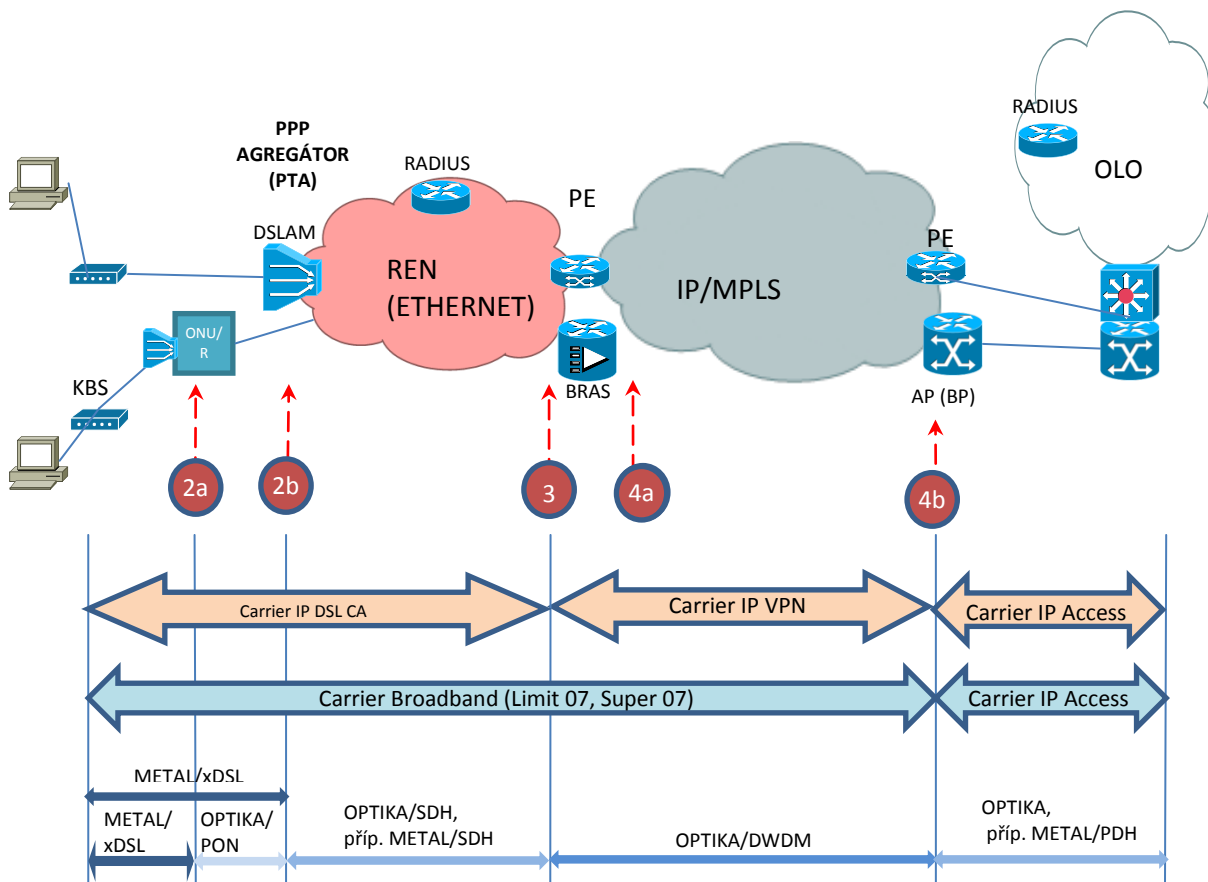 RADIUS
OLO
PPP
AGREGÁTOR
(PTA)
RADIUS
PE
DSLAM
PE
REN
(ETHERNET)
IP/MPLS
ONU/
R
KBS
BRAS
AP (BP)
2a
2b
3
4a
4b
Carrier IP DSL CA
Carrier IP VPN
Carrier IP Access
Carrier Broadband (Limit 07, Super 07)
Carrier IP Access
METAL/xDSL
METAL/
xDSL
OPTIKA/
PON
OPTIKA/SDH,
příp. METAL/SDH
OPTIKA/DWDM
OPTIKA,
příp. METAL/PDH